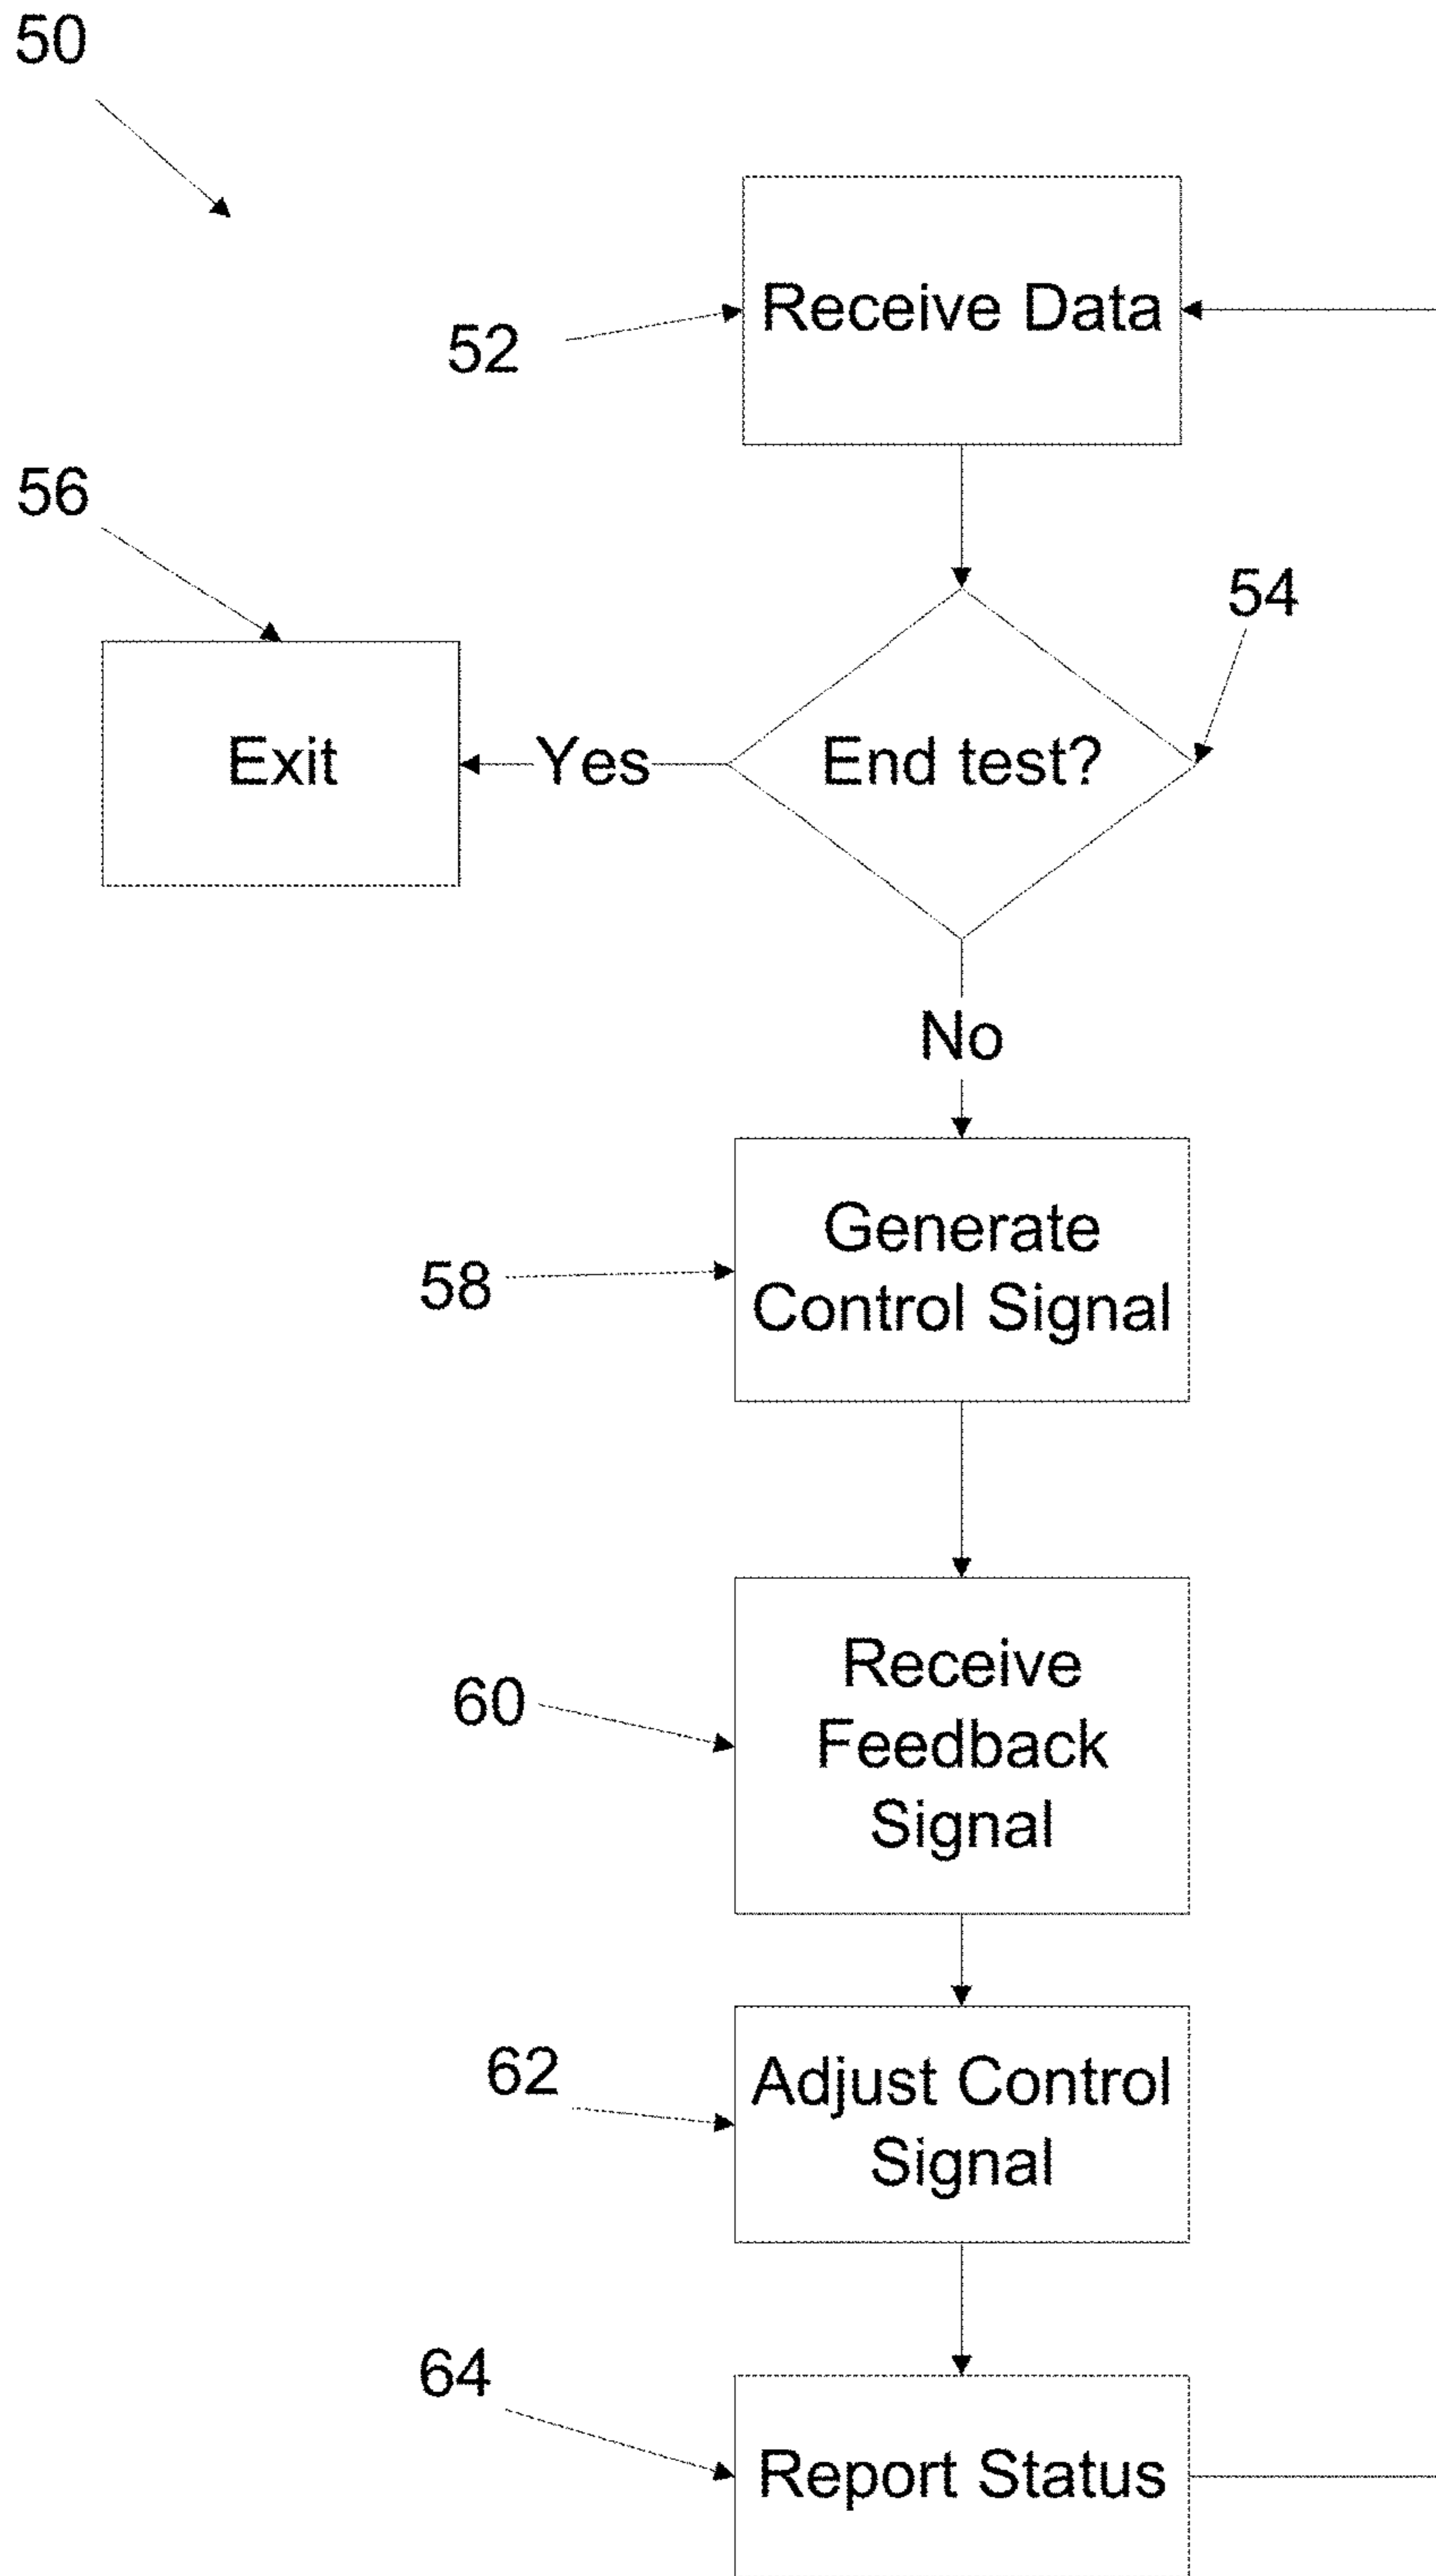 50
Receive Data
52
56
54
Exit
Yes
End test?
No
Generate
Control Signal
58
Receive
Feedback
Signal
60
62
Adjust Control
Signal
64
Report Status